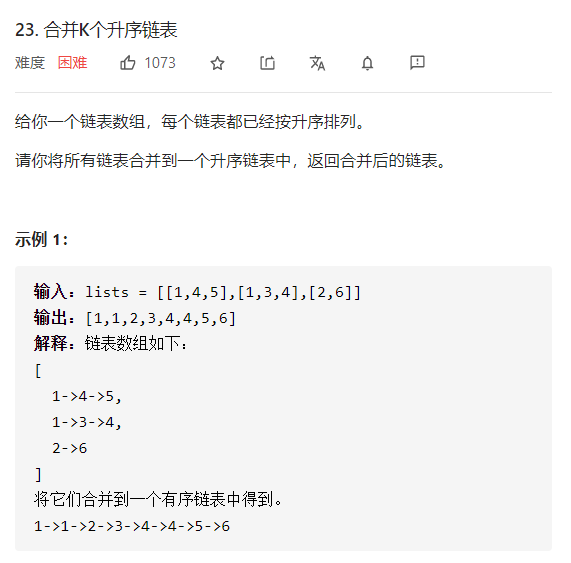 23. 合并K个升序链表
难度 困难 1073
给你一个链表数组，每个链表都已经按升序排列。
请你将所有链表合并到一个升序链表中，返回合并后的链表。
示例 1：
输入：lists = [[1,4,5],[1,3,4],[2,6]]
输出：[1,1,2,3,4,4,5,6]
解释：链表数组如下：
[
  1->4->5,
  1->3->4,
  2->6
]
将它们合并到一个有序链表中得到。
1->1->2->3->4->4->5->6